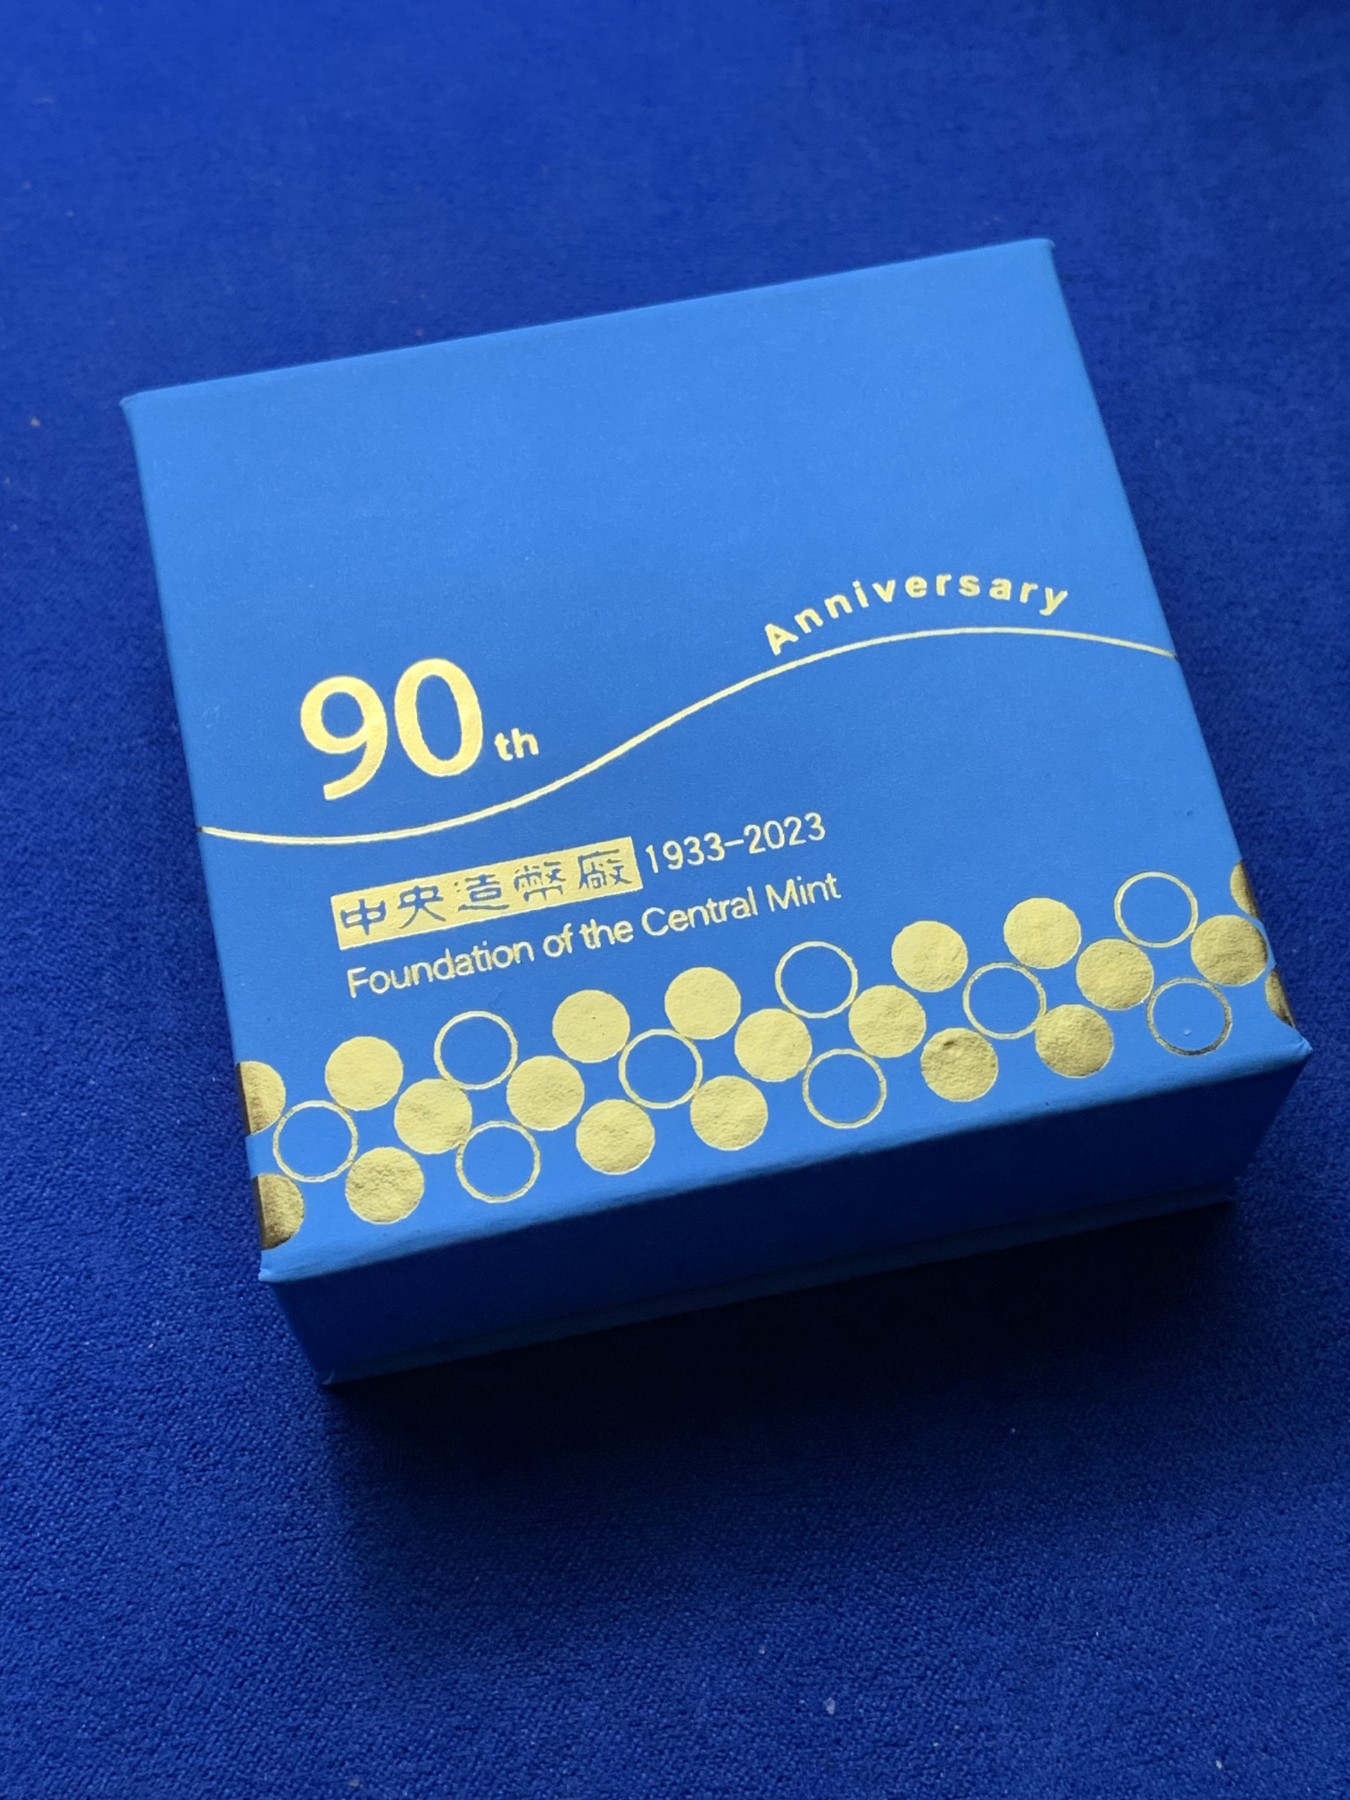 90th
Anniversary
中央造幣廠 1933-2023
Foundation of the Central Mint